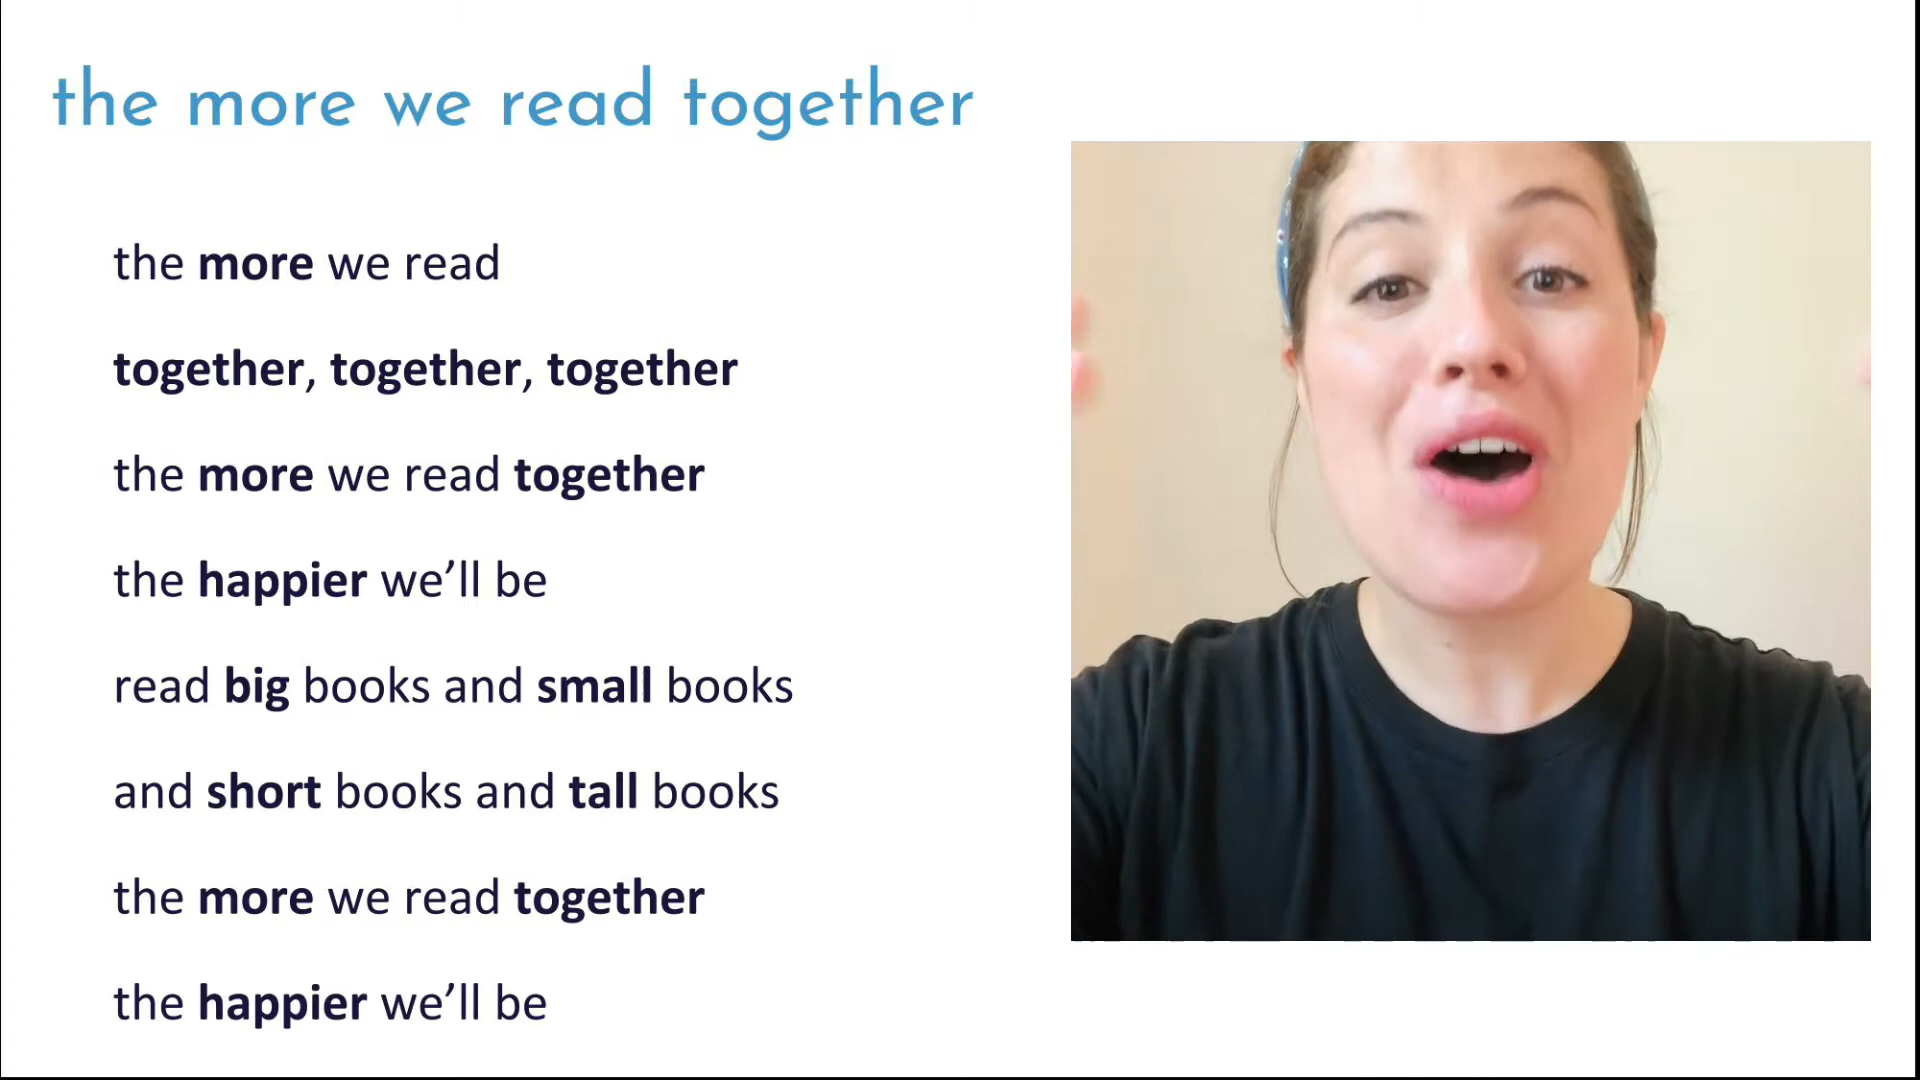 the more we read together
the more we read
together, together, together
the more we read together
the happier we’ll be
read big books and small books
and short books and tall books
the more we read together
the happier we’ll be